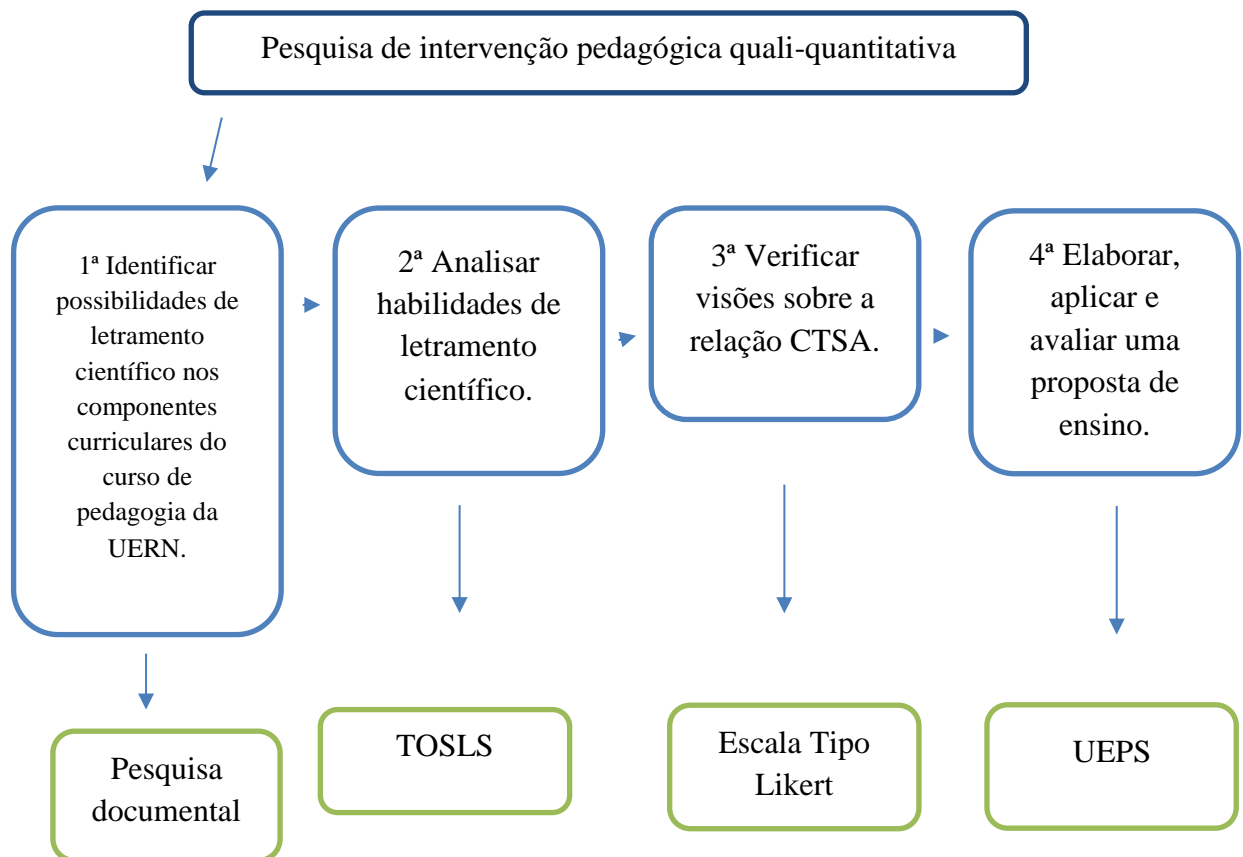 Pesquisa de intervenção pedagógica quali-quantitativa
1ª Identificar
possibilidades de
letramento
científico nos
componentes
curriculares do
curso de
pedagogia da
UERN.
2ª Analisar
habilidades de
letramento
científico.
3ª Verificar
visões sobre a
relação CTSA.
4ª Elaborar,
aplicar e
avaliar uma
proposta de
ensino.
Pesquisa
documental
TOSLS
Escala Tipo
Likert
UEPS